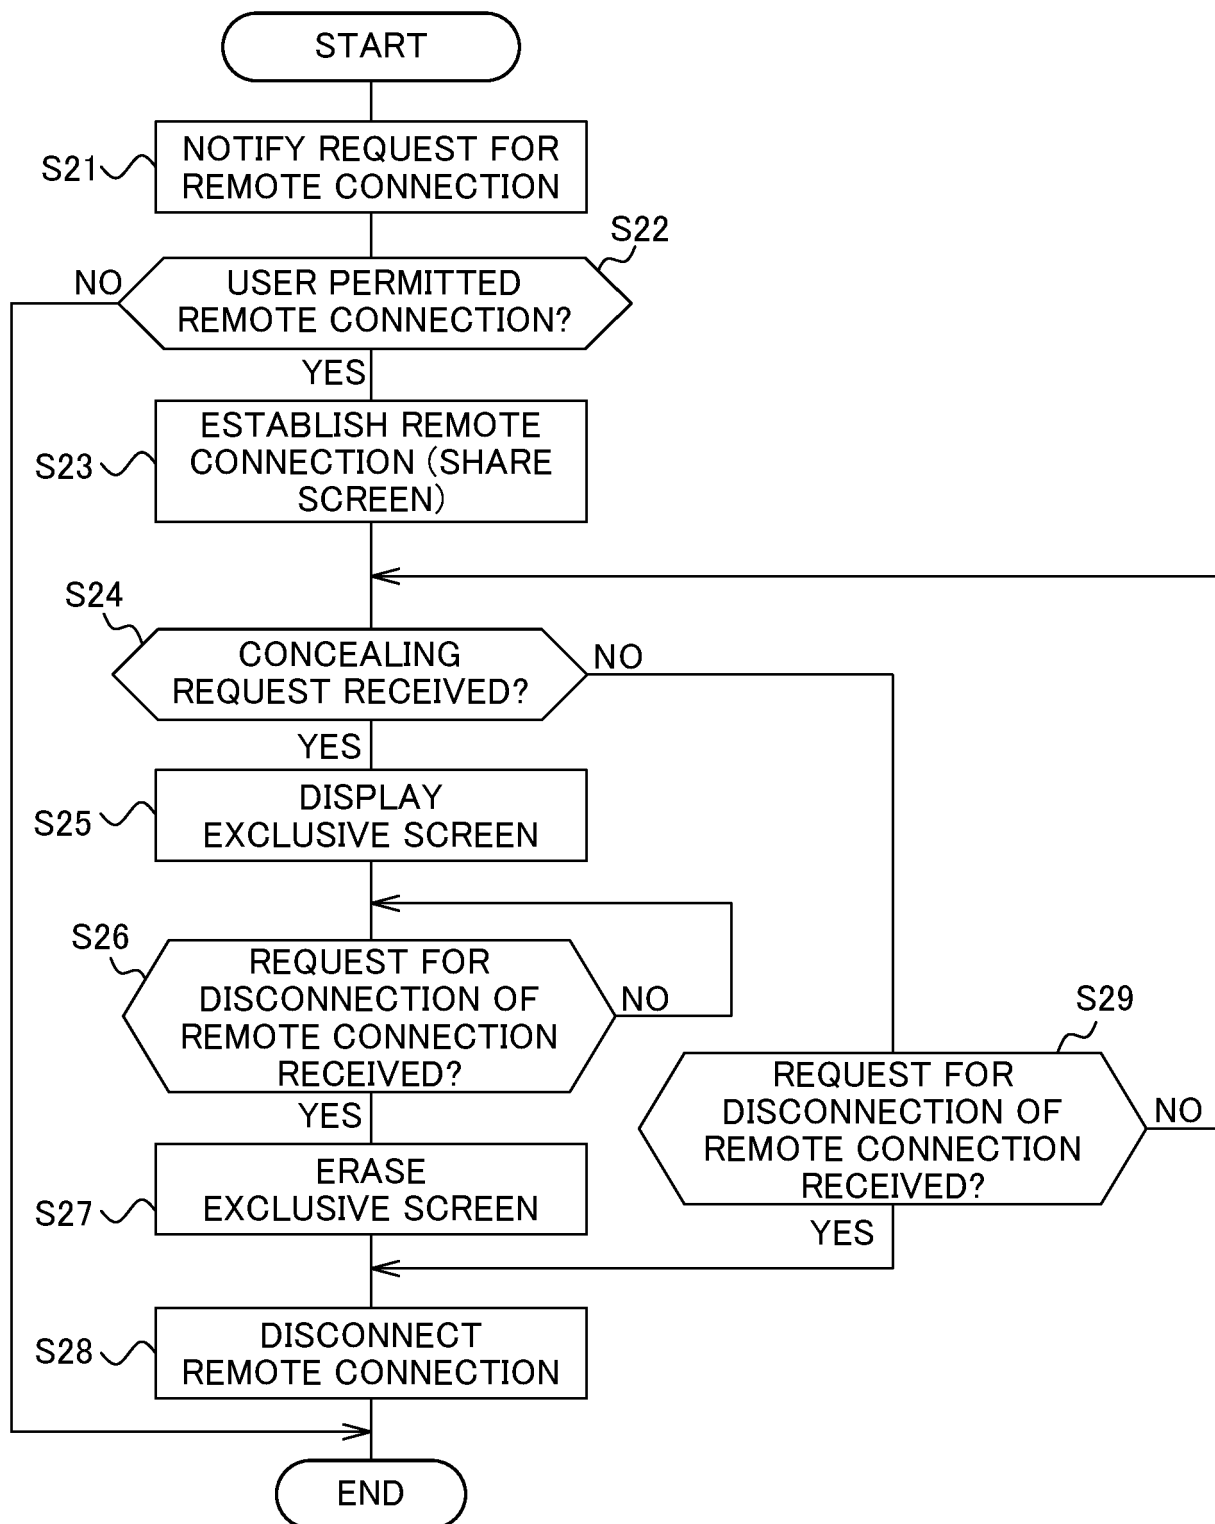 START
S21
NOTIFY REQUEST FOR
REMOTE CONNECTION
S22
NO
USER PERMITTED
REMOTE CONNECTION?
YES
S23
ESTABLISH REMOTE
CONNECTION (SHARE
SCREEN)
S24
CONCEALING
REQUEST RECEIVED?
NO
YES
S25
DISPLAY
EXCLUSIVE SCREEN
S26
REQUEST FOR
DISCONNECTION OF
REMOTE CONNECTION
RECEIVED?
NO
YES
S29
REQUEST FOR
DISCONNECTION OF
REMOTE CONNECTION
RECEIVED?
NO
YES
S27
ERASE
EXCLUSIVE SCREEN
S28
DISCONNECT
REMOTE CONNECTION
END